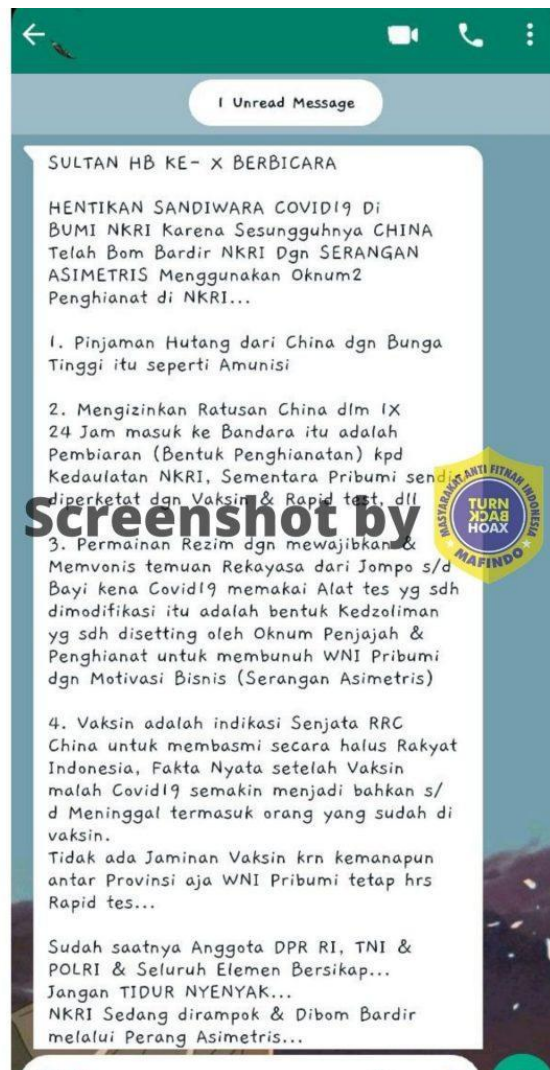 1 Unread Message
SULTAN HB KE- X BERBICARA
HENTIKAN SANDIWARA COVID19 Di
BUMI NKRI Karena Sesungguhnya CHINA
Telah Bom Bardir NKRI Dgn SERANGAN
ASIMETRIS Menggunakan Oknum2
Penghianat di NKRI...
1. Pinjaman Hutang dari China dgn Bunga
Tinggi itu seperti Amunisi
2. Mengizinkan Ratusan China dlm 1X
24 Jam masuk ke Bandara itu adalah
Pembiaran (Bentuk Penghianatan) kpd
Kedaulatan NKRI, Sementara Pribumi
diperketat dgn Vaksin & Rapid test, dll
Screenshot by
MASYARAKAT ANTI FITNAH INDONESIA
TURN
BACK
HOAX
MAFINDO
3. Permainan Rezim dgn mewajibkan &
Memvonis temuan Rekayasa dari Jompo s/d
Bayi kena Covid19 memakai Alat tes yg sdh
dimodifikasi itu adalah bentuk Kedzoliman
yg sdh disetting oleh Oknum Penjajah &
Penghianat untuk membunuh WNI Pribumi
dgn Motivasi Bisnis (Serangan Asimetris)
4. Vaksin adalah indikasi Senjata RRC
China untuk membasmi secara halus Rakyat
Indonesia, Fakta Nyata setelah Vaksin
malah Covid19 semakin menjadi bahkan s/
d Meninggal termasuk orang yang sudah di
vaksin.
Tidak ada Jaminan Vaksin krn kemanapun
antar Provinsi aja WNI Pribumi tetap hrs
Rapid tes...
Sudah saatnya Anggota DPR RI, TNI &
POLRI & Seluruh Elemen Bersikap...
Jangan TIDUR NYENYAK...
NKRI Sedang dirampok & Dibom Bardir
melalui Perang Asimetris...